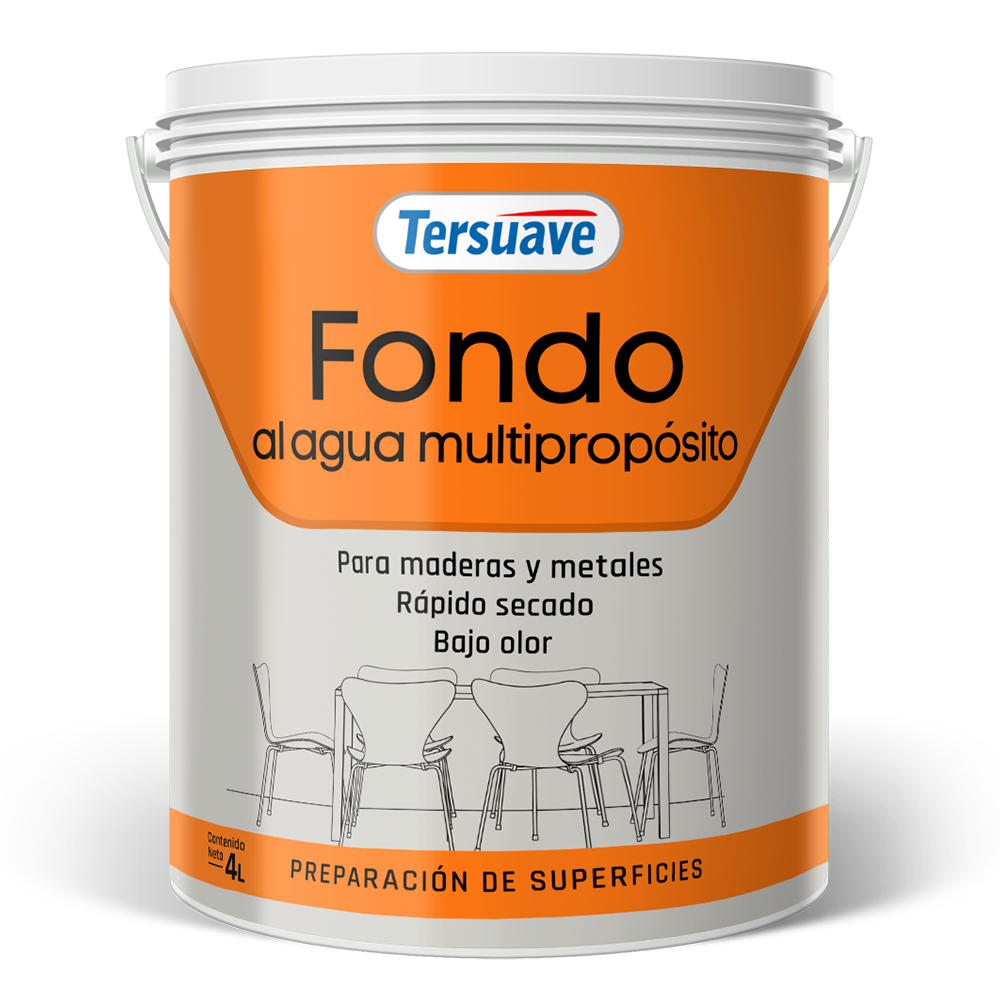 Tersuave
Fondo
al agua multipropósito
Para maderas y metales
Rápido secado
Bajo olor
Contenido
Neto 4L
PREPARACIÓN DE SUPERFICIES